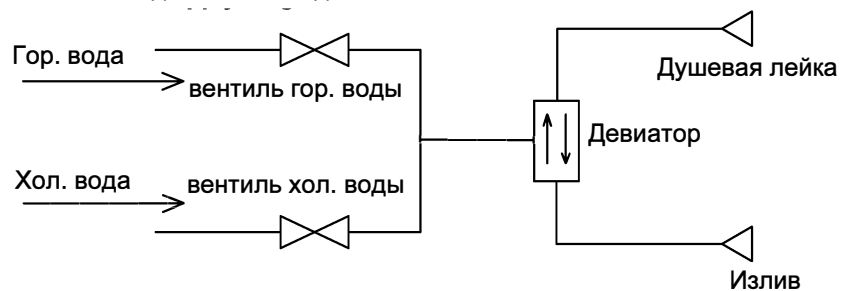 Гор. вода
вентиль гор. воды
Душевая лейка
Девиатор
Хол. вода
вентиль хол. воды
Излив